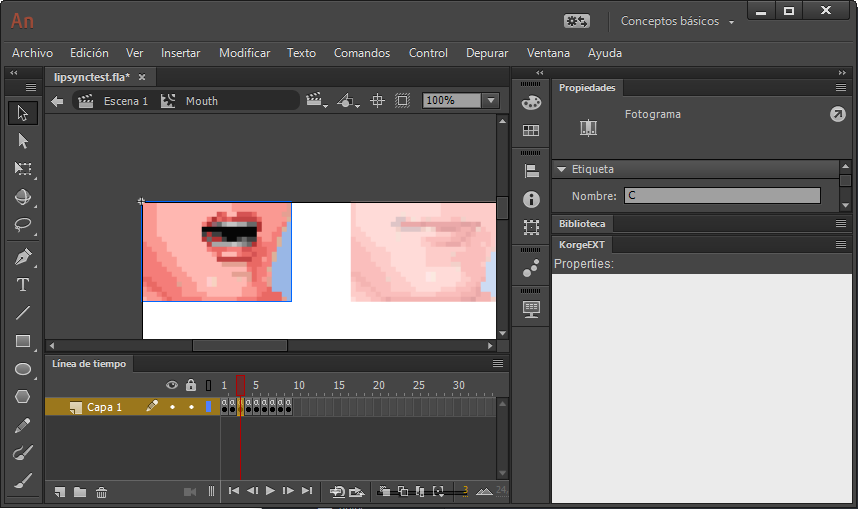 An
Conceptos básicos
Archivo Edición Ver Insertar Modificar Texto Comandos Control Depurar Ventana Ayuda
lipsynctest.fla* ×
Escena 1 Mouth
100%
Propiedades
Fotograma
Etiqueta
Nombre: C
Biblioteca
KorgeEXT
Properties:
Línea de tiempo
1 5 10 15 20 25 30
Capa 1
3
24